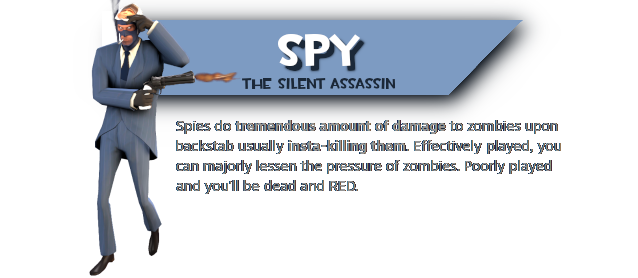 SPY
THE SILENT ASSASSIN
Spies do tremendous amount of damage to zombies upon
backstab usually insta-killing them. Effectively played, you
can majorly lessen the pressure of zombies. Poorly played
and you'll be dead and RED.